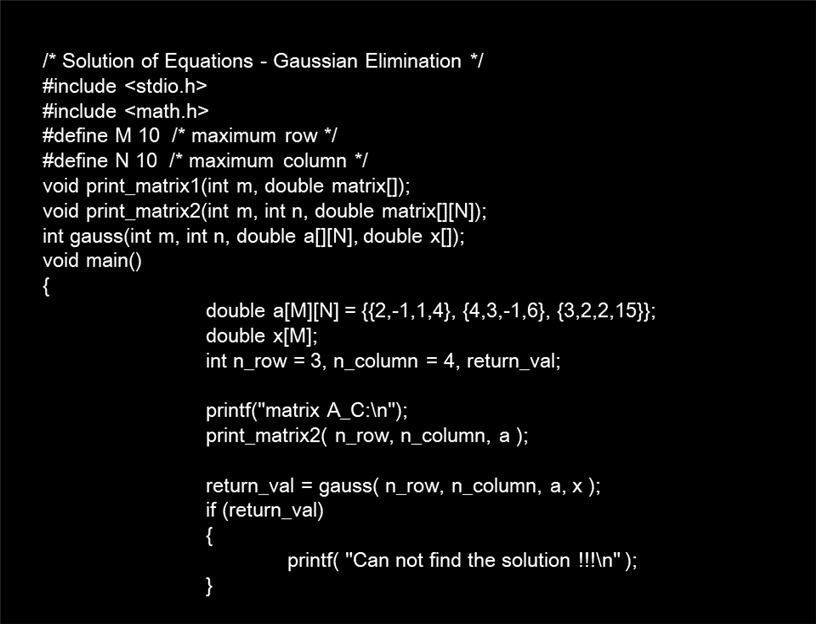 /* Solution of Equations - Gaussian Elimination */
#include <stdio.h>
#include <math.h>
#define M 10 /* maximum row */
#define N 10 /* maximum column */
void print_matrix1(int m, double matrix[]);
void print_matrix2(int m, int n, double matrix[][N]);
int gauss(int m, int n, double a[][N], double x[]);
void main()
{
double a[M][N] = {{2,-1,1,4}, {4,3,-1,6}, {3,2,2,15}};
double x[M];
int n_row = 3, n_column = 4, return_val;
printf("matrix A_C:\n");
print_matrix2( n_row, n_column, a );
return_val = gauss( n_row, n_column, a, x );
if (return_val)
{
printf( "Can not find the solution !!!\n" );
}